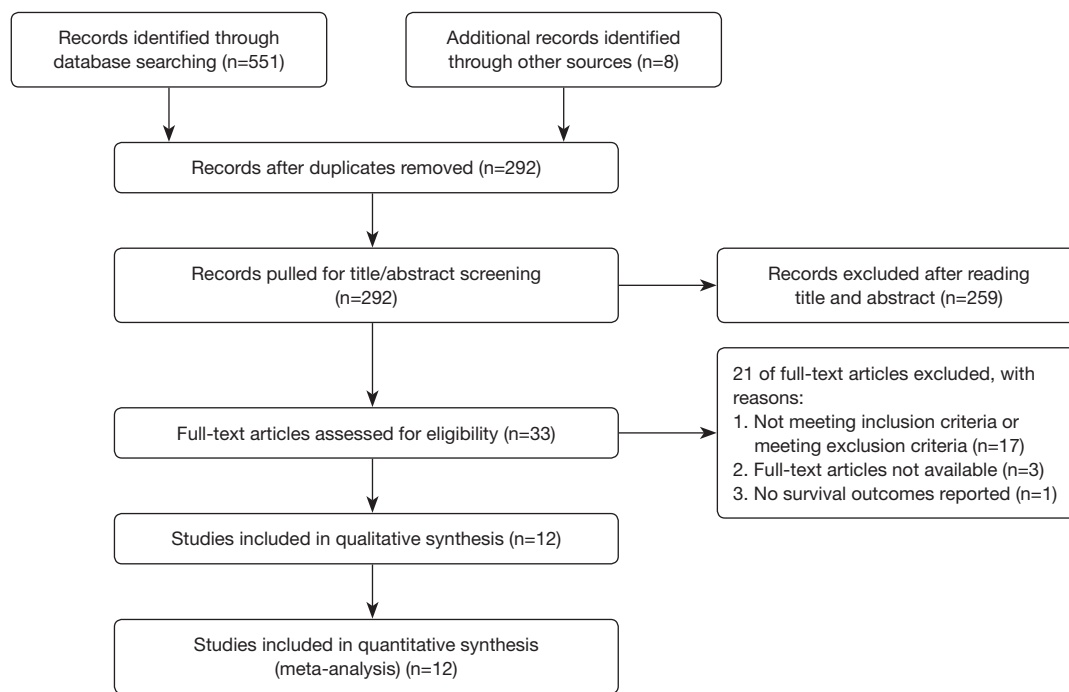 Records identified through
database searching (n=551)
Additional records identified
through other sources (n=8)
Records after duplicates removed (n=292)
Records pulled for title/abstract screening
(n=292)
Records excluded after reading
title and abstract (n=259)
Full-text articles assessed for eligibility (n=33)
21 of full-text articles excluded, with
reasons:
1. Not meeting inclusion criteria or
meeting exclusion criteria (n=17)
2. Full-text articles not available (n=3)
3. No survival outcomes reported (n=1)
Studies included in qualitative synthesis (n=12)
Studies included in quantitative synthesis
(meta-analysis) (n=12)